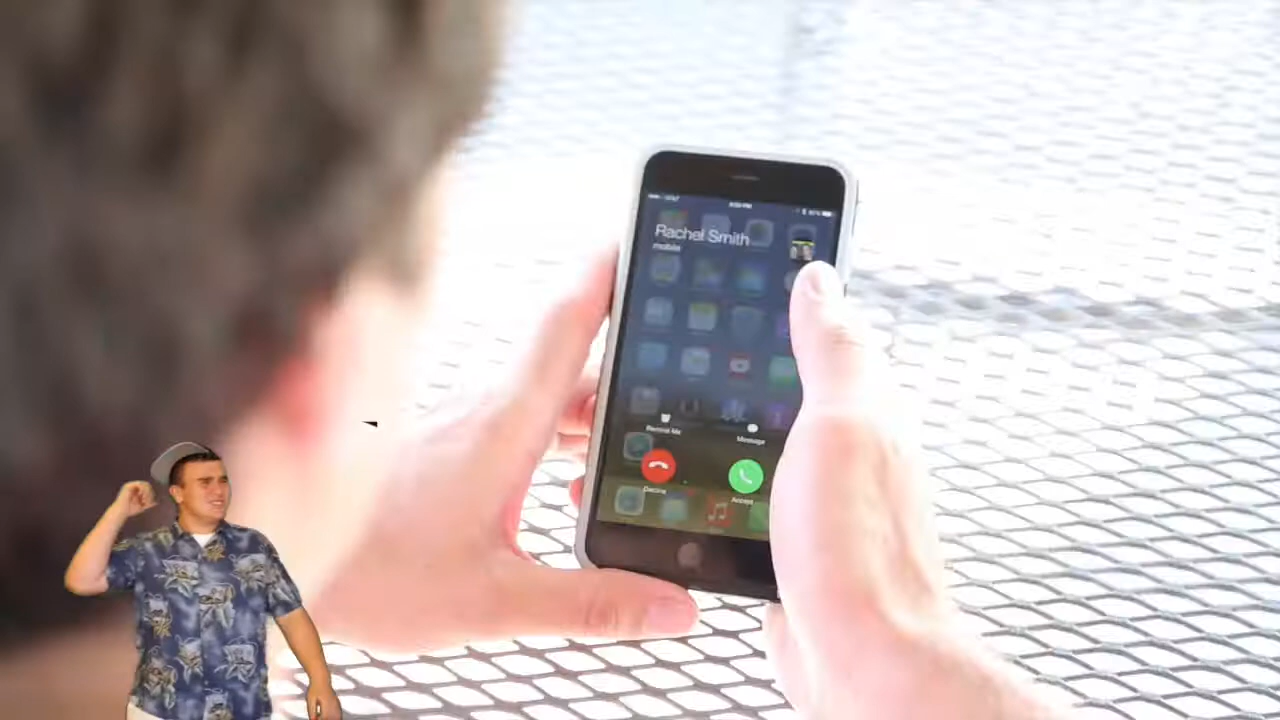 Rachel Smith
mobile
Remind Me
Message
Decline
Accept